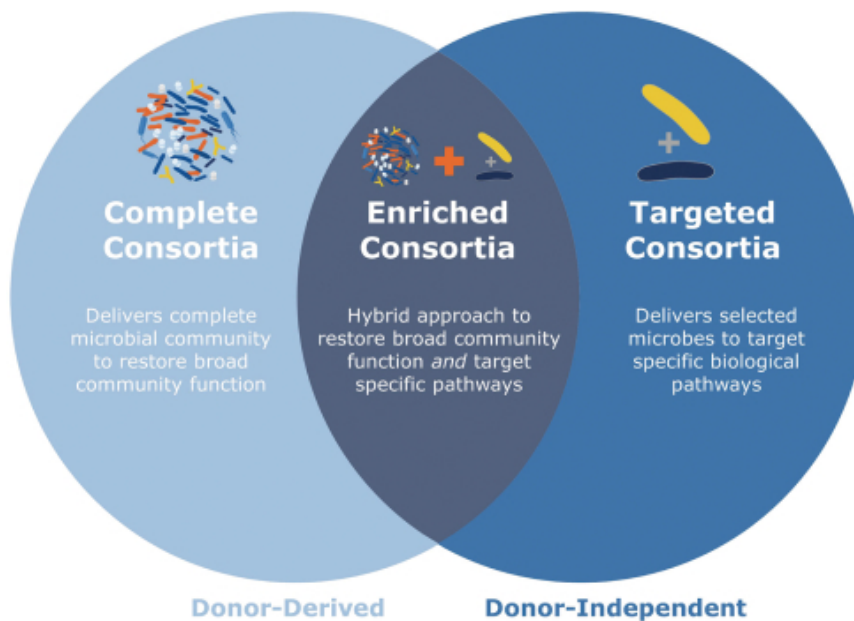 Complete
Consortia
Delivers complete
microbial community
to restore broad
community function
Enriched
Consortia
Hybrid approach to
restore broad community
function and target
specific pathways
Targeted
Consortia
Delivers selected
microbes to target
specific biological
pathways
Donor-Derived
Donor-Independent